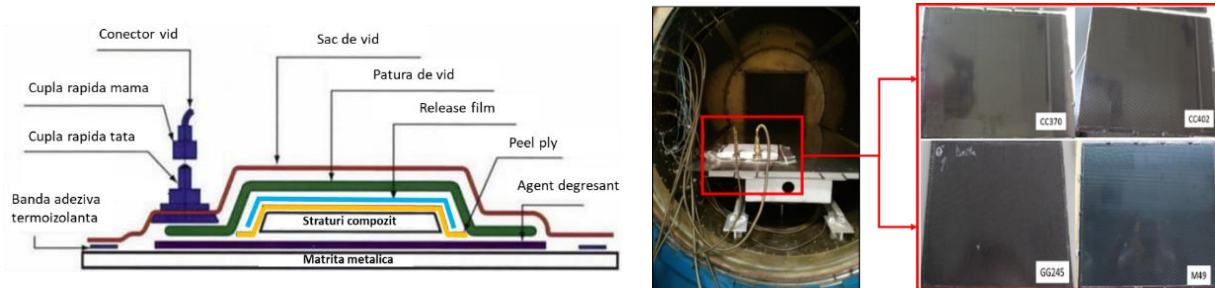 Conector vid
Sac de vid
Patura de vid
Cupla rapida mama
Release film
Cupla rapida tata
Peel ply
Agent degresant
Banda adeziva
termoizolanta
Straturi compozit
Matrita metalica
CC370
CC402
GG245
M49